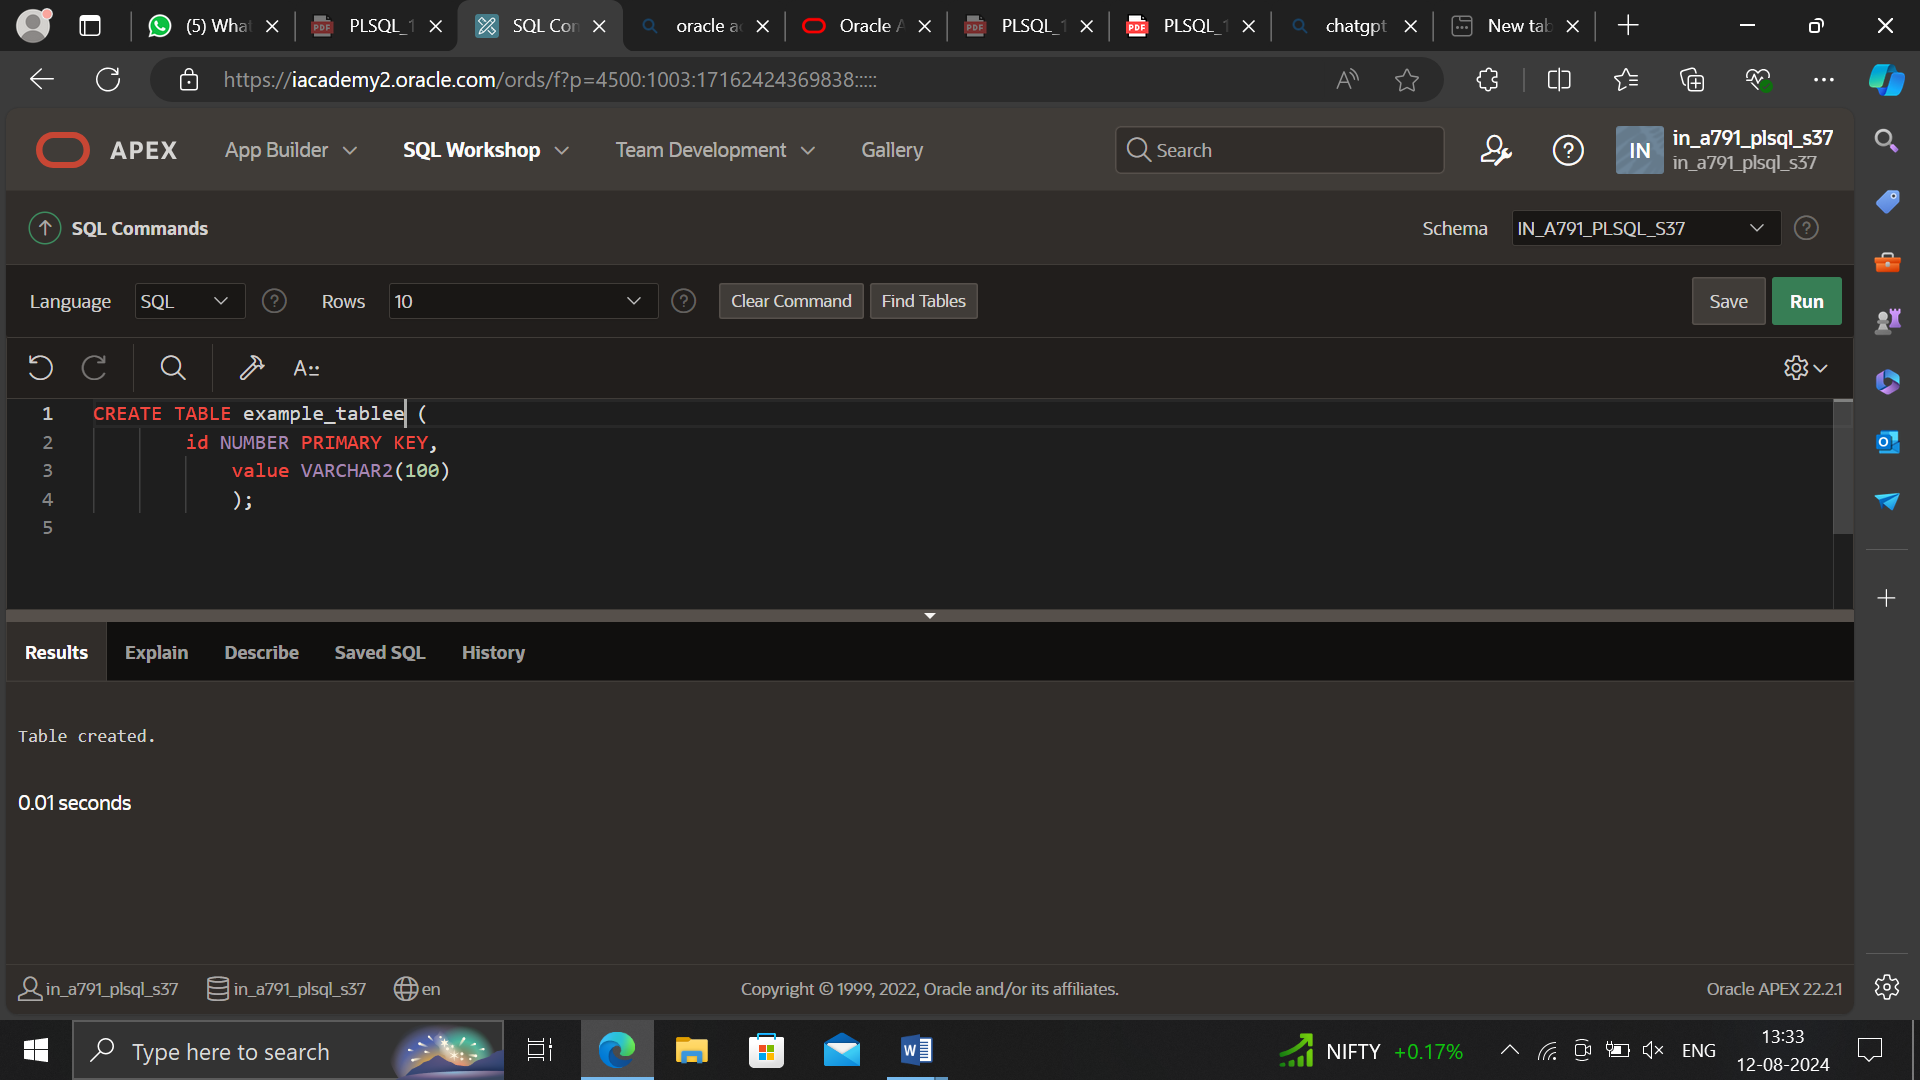 (5) What
PLSQL_1
SQL Con
oracle ac
Oracle A
PLSQL_1
PLSQL_1
chatgpt
New tab
https://iacademy2.oracle.com/ords/f?p=4500:1003:17162424369838:::::
APEX
App Builder
SQL Workshop
Team Development
Gallery
Search
IN
in_a791_plsql_s37
in_a791_plsql_s37
SQL Commands
Schema
IN_A791_PLSQL_S37
Language
SQL
Rows
10
Clear Command
Find Tables
Save
Run
1 CREATE TABLE example_tablee (
2 id NUMBER PRIMARY KEY,
3 value VARCHAR2(100)
4 );
5
Results
Explain
Describe
Saved SQL
History
Table created.
0.01 seconds
in_a791_plsql_s37
in_a791_plsql_s37
en
Copyright © 1999, 2022, Oracle and/or its affiliates.
Oracle APEX 22.2.1
Type here to search
NIFTY +0.17%
ENG
13:33
12-08-2024